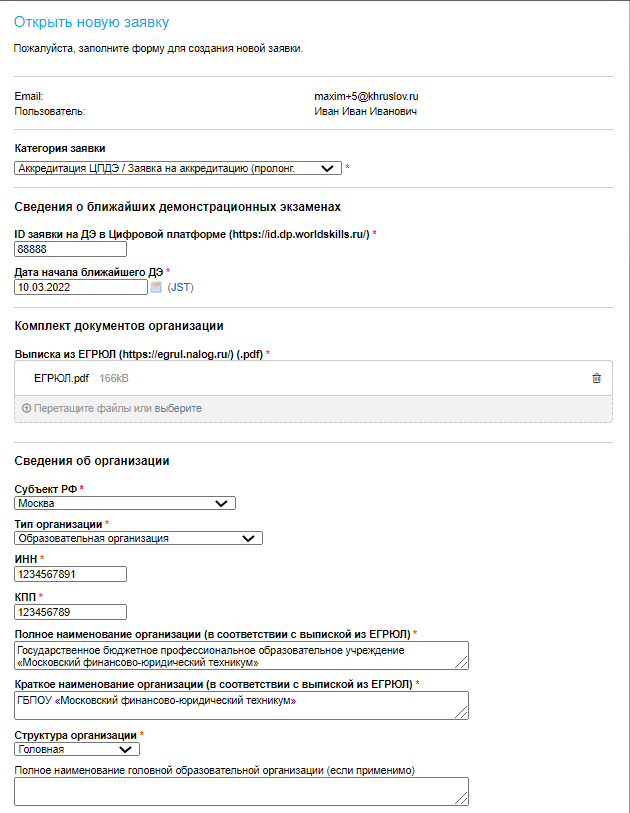 Открыть новую заявку
Пожалуйста, заполните форму для создания новой заявки.
Email: maxim+5@khruslov.ru
Пользователь: Иван Иван Иванович
Категория заявки
Аккредитация ЦПДЭ / Заявка на аккредитацию (пролонг. *
Сведения о ближайших демонстрационных экзаменах
ID заявки на ДЭ в Цифровой платформе (https://id.dp.worldskills.ru/) *
88888
Дата начала ближайшего ДЭ *
10.03.2022 (JST)
Комплект документов организации
Выписка из ЕГРЮЛ (https://egrul.nalog.ru/) (.pdf) *
ЕГРЮЛ.pdf 166kB
Перетащите файлы или выберите
Сведения об организации
Субъект РФ *
Москва
Тип организации *
Образовательная организация
ИНН *
1234567891
КПП *
123456789
Полное наименование организации (в соответствии с выпиской из ЕГРЮЛ) *
Государственное бюджетное профессиональное образовательное учреждение
«Московский финансово-юридический техникум»
Краткое наименование организации (в соответствии с выпиской из ЕГРЮЛ) *
ГБПОУ «Московский финансово-юридический техникум»
Структура организации *
Головная
Полное наименование головной образовательной организации (если применимо)